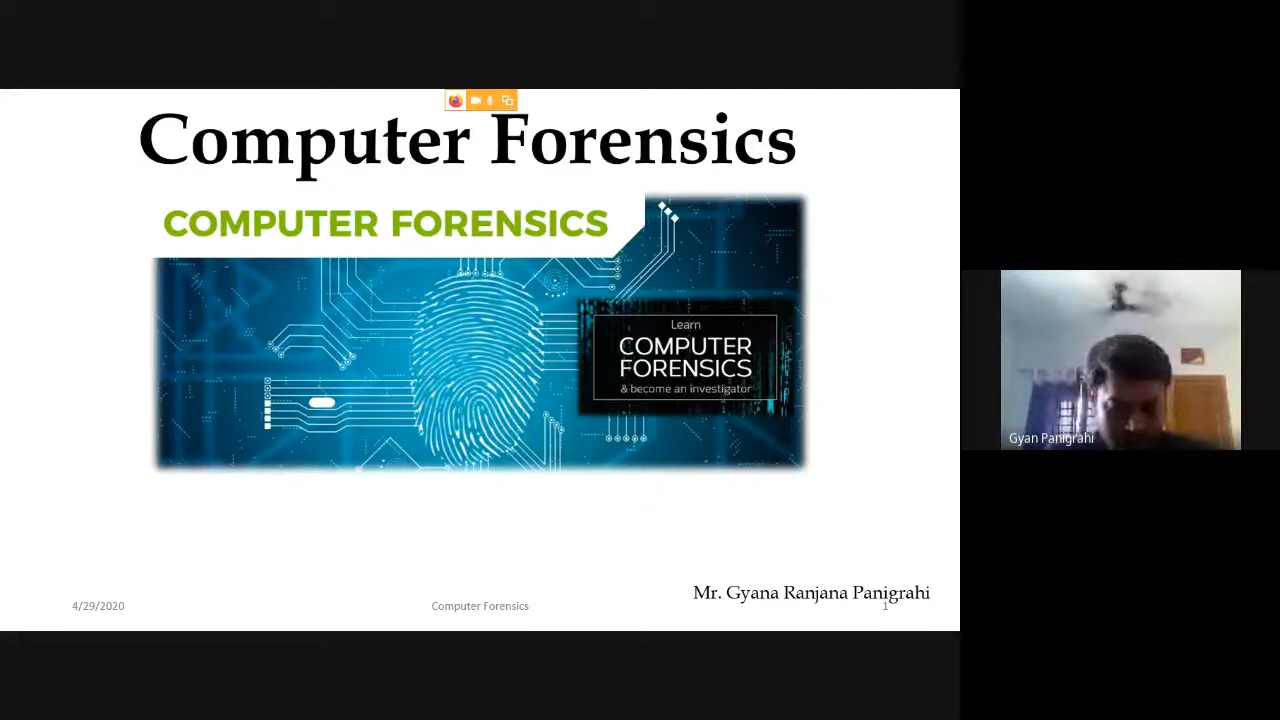 Computer Forensics
COMPUTER FORENSICS
Learn
COMPUTER
FORENSICS
& become an investigator
Gyan Panigrahi
Mr. Gyana Ranjana Panigrahi
4/29/2020
Computer Forensics
1